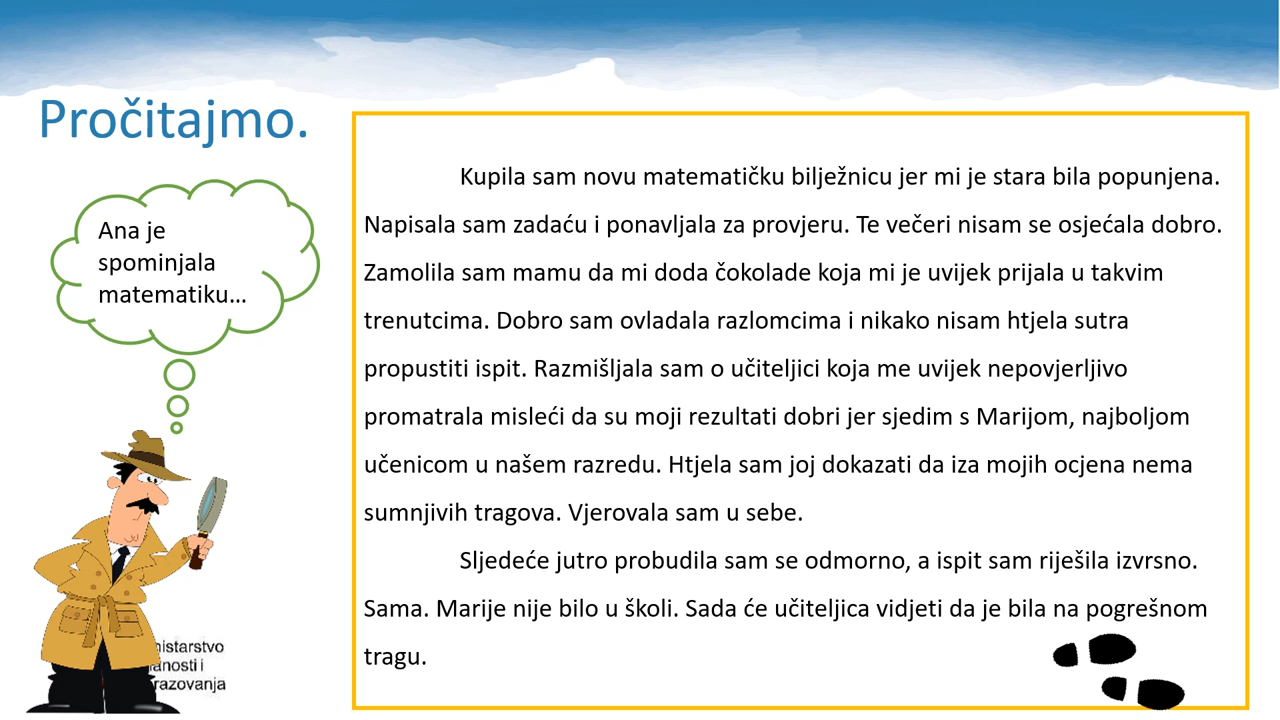 Pročitajmo.
Ana je
spominjala
matematiku...
Kupila sam novu matematičku bilježnicu jer mi je stara bila popunjena.
Napisala sam zadaću i ponavljala za provjeru. Te večeri nisam se osjećala dobro.
Zamolila sam mamu da mi doda čokolade koja mi je uvijek prijala u takvim
trenutcima. Dobro sam ovladala razlomcima i nikako nisam htjela sutra
propustiti ispit. Razmišljala sam o učiteljici koja me uvijek nepovjerljivo
promatrala misleći da su moji rezultati dobri jer sjedim s Marijom, najboljom
učenicom u našem razredu. Htjela sam joj dokazati da iza mojih ocjena nema
sumnjivih tragova. Vjerovala sam u sebe.
Sljedeće jutro probudila sam se odmorno, a ispit sam riješila izvrsno.
Sama. Marije nije bilo u školi. Sada će učiteljica vidjeti da je bila na pogrešnom
tragu.
nistarstvo
anosti i
razovanja